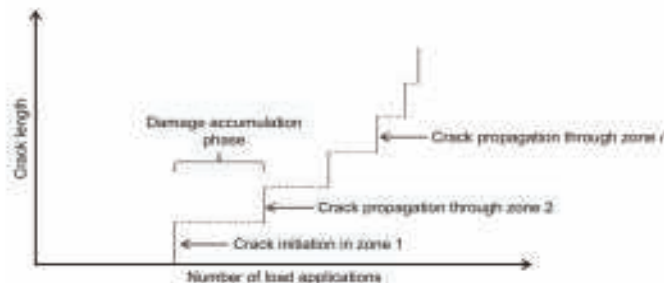 Crack length
Damage accumulation
phase
Crack propagation through zone
Crack propagation through zone 2
Crack initiation in zone 1
Number of load applications